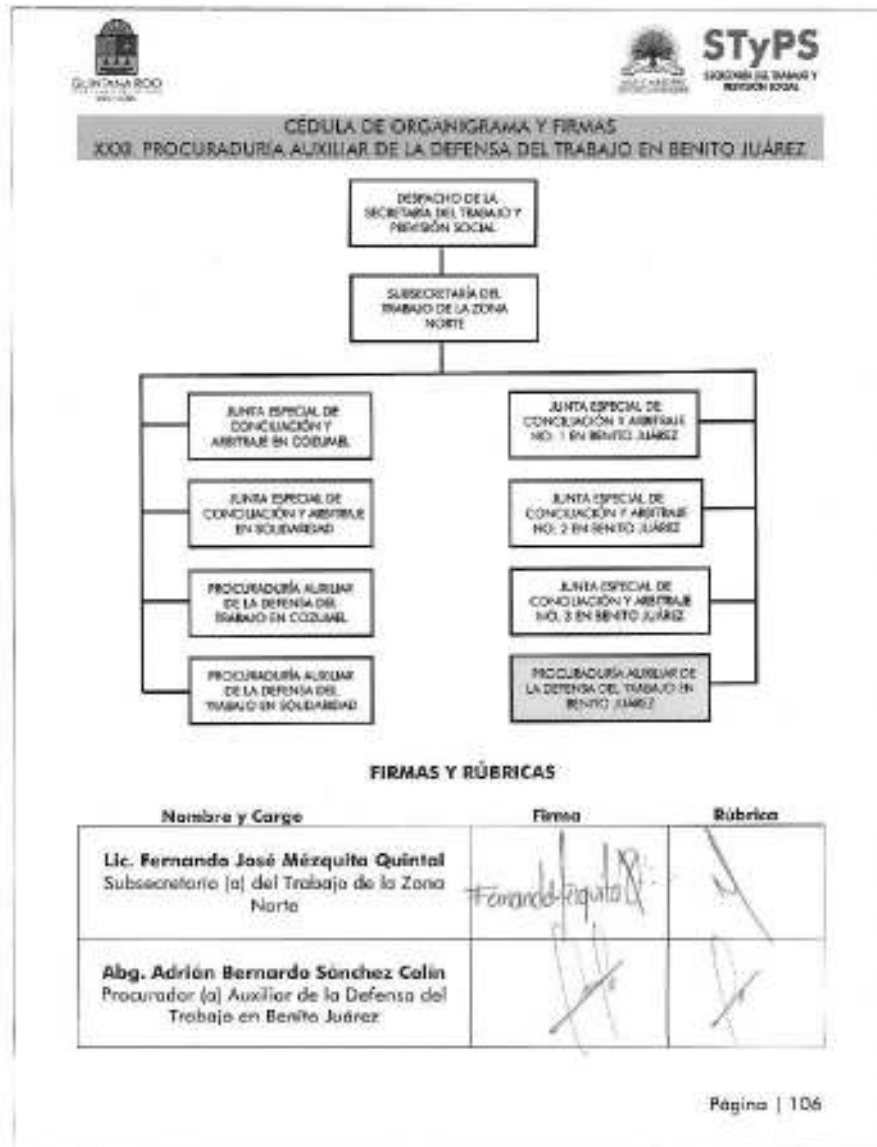 QUINTANA ROO
STyPS
SECRETARÍA DEL TRABAJO Y
PREVISIÓN SOCIAL
CÉDULA DE ORGANIGRAMA Y FIRMAS
XXXII. PROCURADURÍA AUXILIAR DE LA DEFENSA DEL TRABAJO EN BENITO JUÁREZ
DESPACHO DE LA
SECRETARÍA DEL TRABAJO Y
PREVISIÓN SOCIAL
SUBSECRETARÍA DEL
TRABAJO DE LA ZONA
NORTE
JUNTA ESPECIAL DE
CONCILIACIÓN Y
ARBITRAJE EN COZUMEL
JUNTA ESPECIAL DE
CONCILIACIÓN Y ARBITRAJE
NO. 1 EN BENITO JUÁREZ
JUNTA ESPECIAL DE
CONCILIACIÓN Y ARBITRAJE
EN SOLIDARIDAD
JUNTA ESPECIAL DE
CONCILIACIÓN Y ARBITRAJE
NO. 2 EN BENITO JUÁREZ
PROCURADURÍA AUXILIAR
DE LA DEFENSA DEL
TRABAJO EN COZUMEL
JUNTA ESPECIAL DE
CONCILIACIÓN Y ARBITRAJE
NO. 3 EN BENITO JUÁREZ
PROCURADURÍA AUXILIAR
DE LA DEFENSA DEL
TRABAJO EN SOLIDARIDAD
PROCURADURÍA AUXILIAR DE
LA DEFENSA DEL TRABAJO EN
BENITO JUÁREZ
FIRMAS Y RÚBRICAS
Nombre y Cargo Firma Rúbrica
Lic. Fernando José Mézquita Quintal
Subsecretario (a) del Trabajo de la Zona
Norte
Abg. Adrián Bernardo Sánchez Colín
Procurador (a) Auxiliar de la Defensa del
Trabajo en Benito Juárez
Página | 106